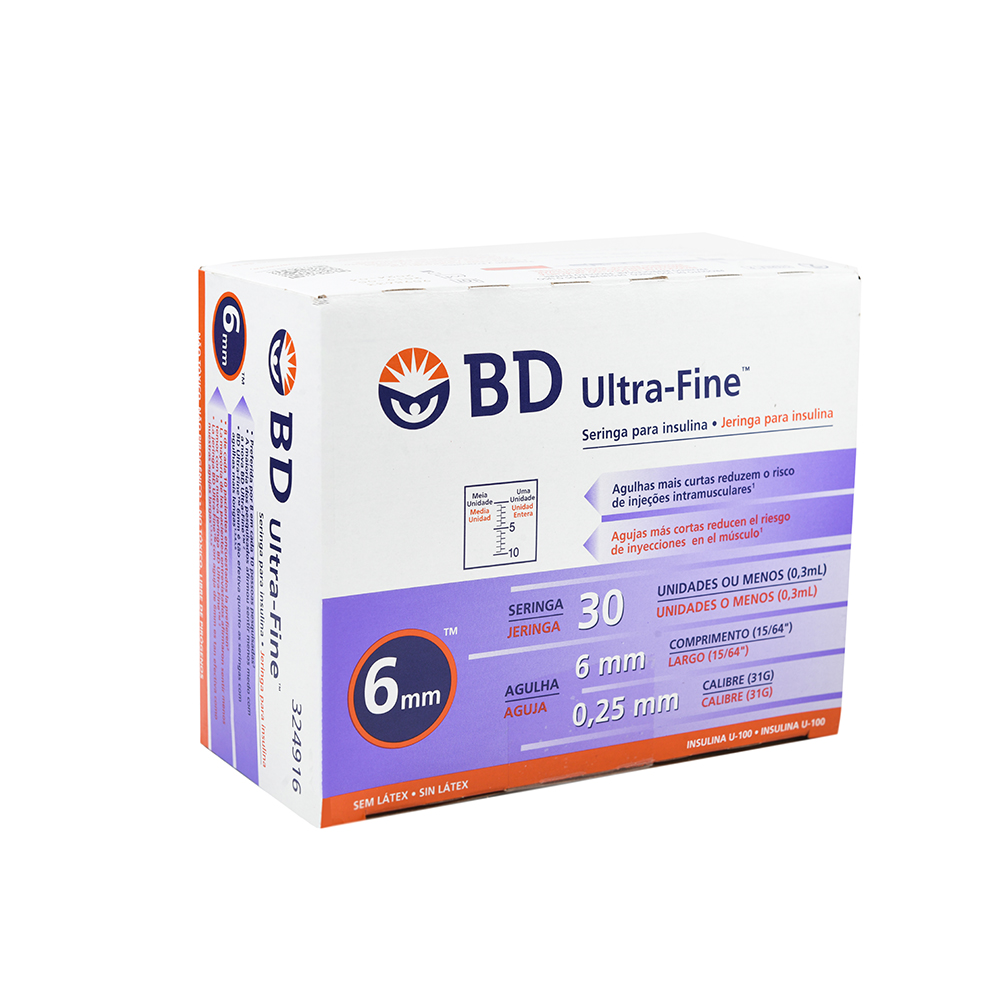 BD Ultra-Fine™
Seringa para insulina • Jeringa para insulina
Meia Unidade
Media Unidad
Uma Unidade
Unidad Entera
5
10
Agulhas mais curtas reduzem o risco
de injeções intramusculares¹
Agujas más cortas reducen el riesgo
de inyecciones en el músculo¹
SERINGA
JERINGA
30
UNIDADES OU MENOS (0,3mL)
UNIDADES O MENOS (0,3mL)
6mm™
AGULHA
AGUJA
6 mm
COMPRIMENTO (15/64")
LARGO (15/64")
0,25 mm
CALIBRE (31G)
CALIBRE (31G)
INSULINA U-100 • INSULINA U-100
SEM LÁTEX • SIN LÁTEX
6mm™
BD Ultra-Fine™
Seringa para insulina • Jeringa para insulina
324916